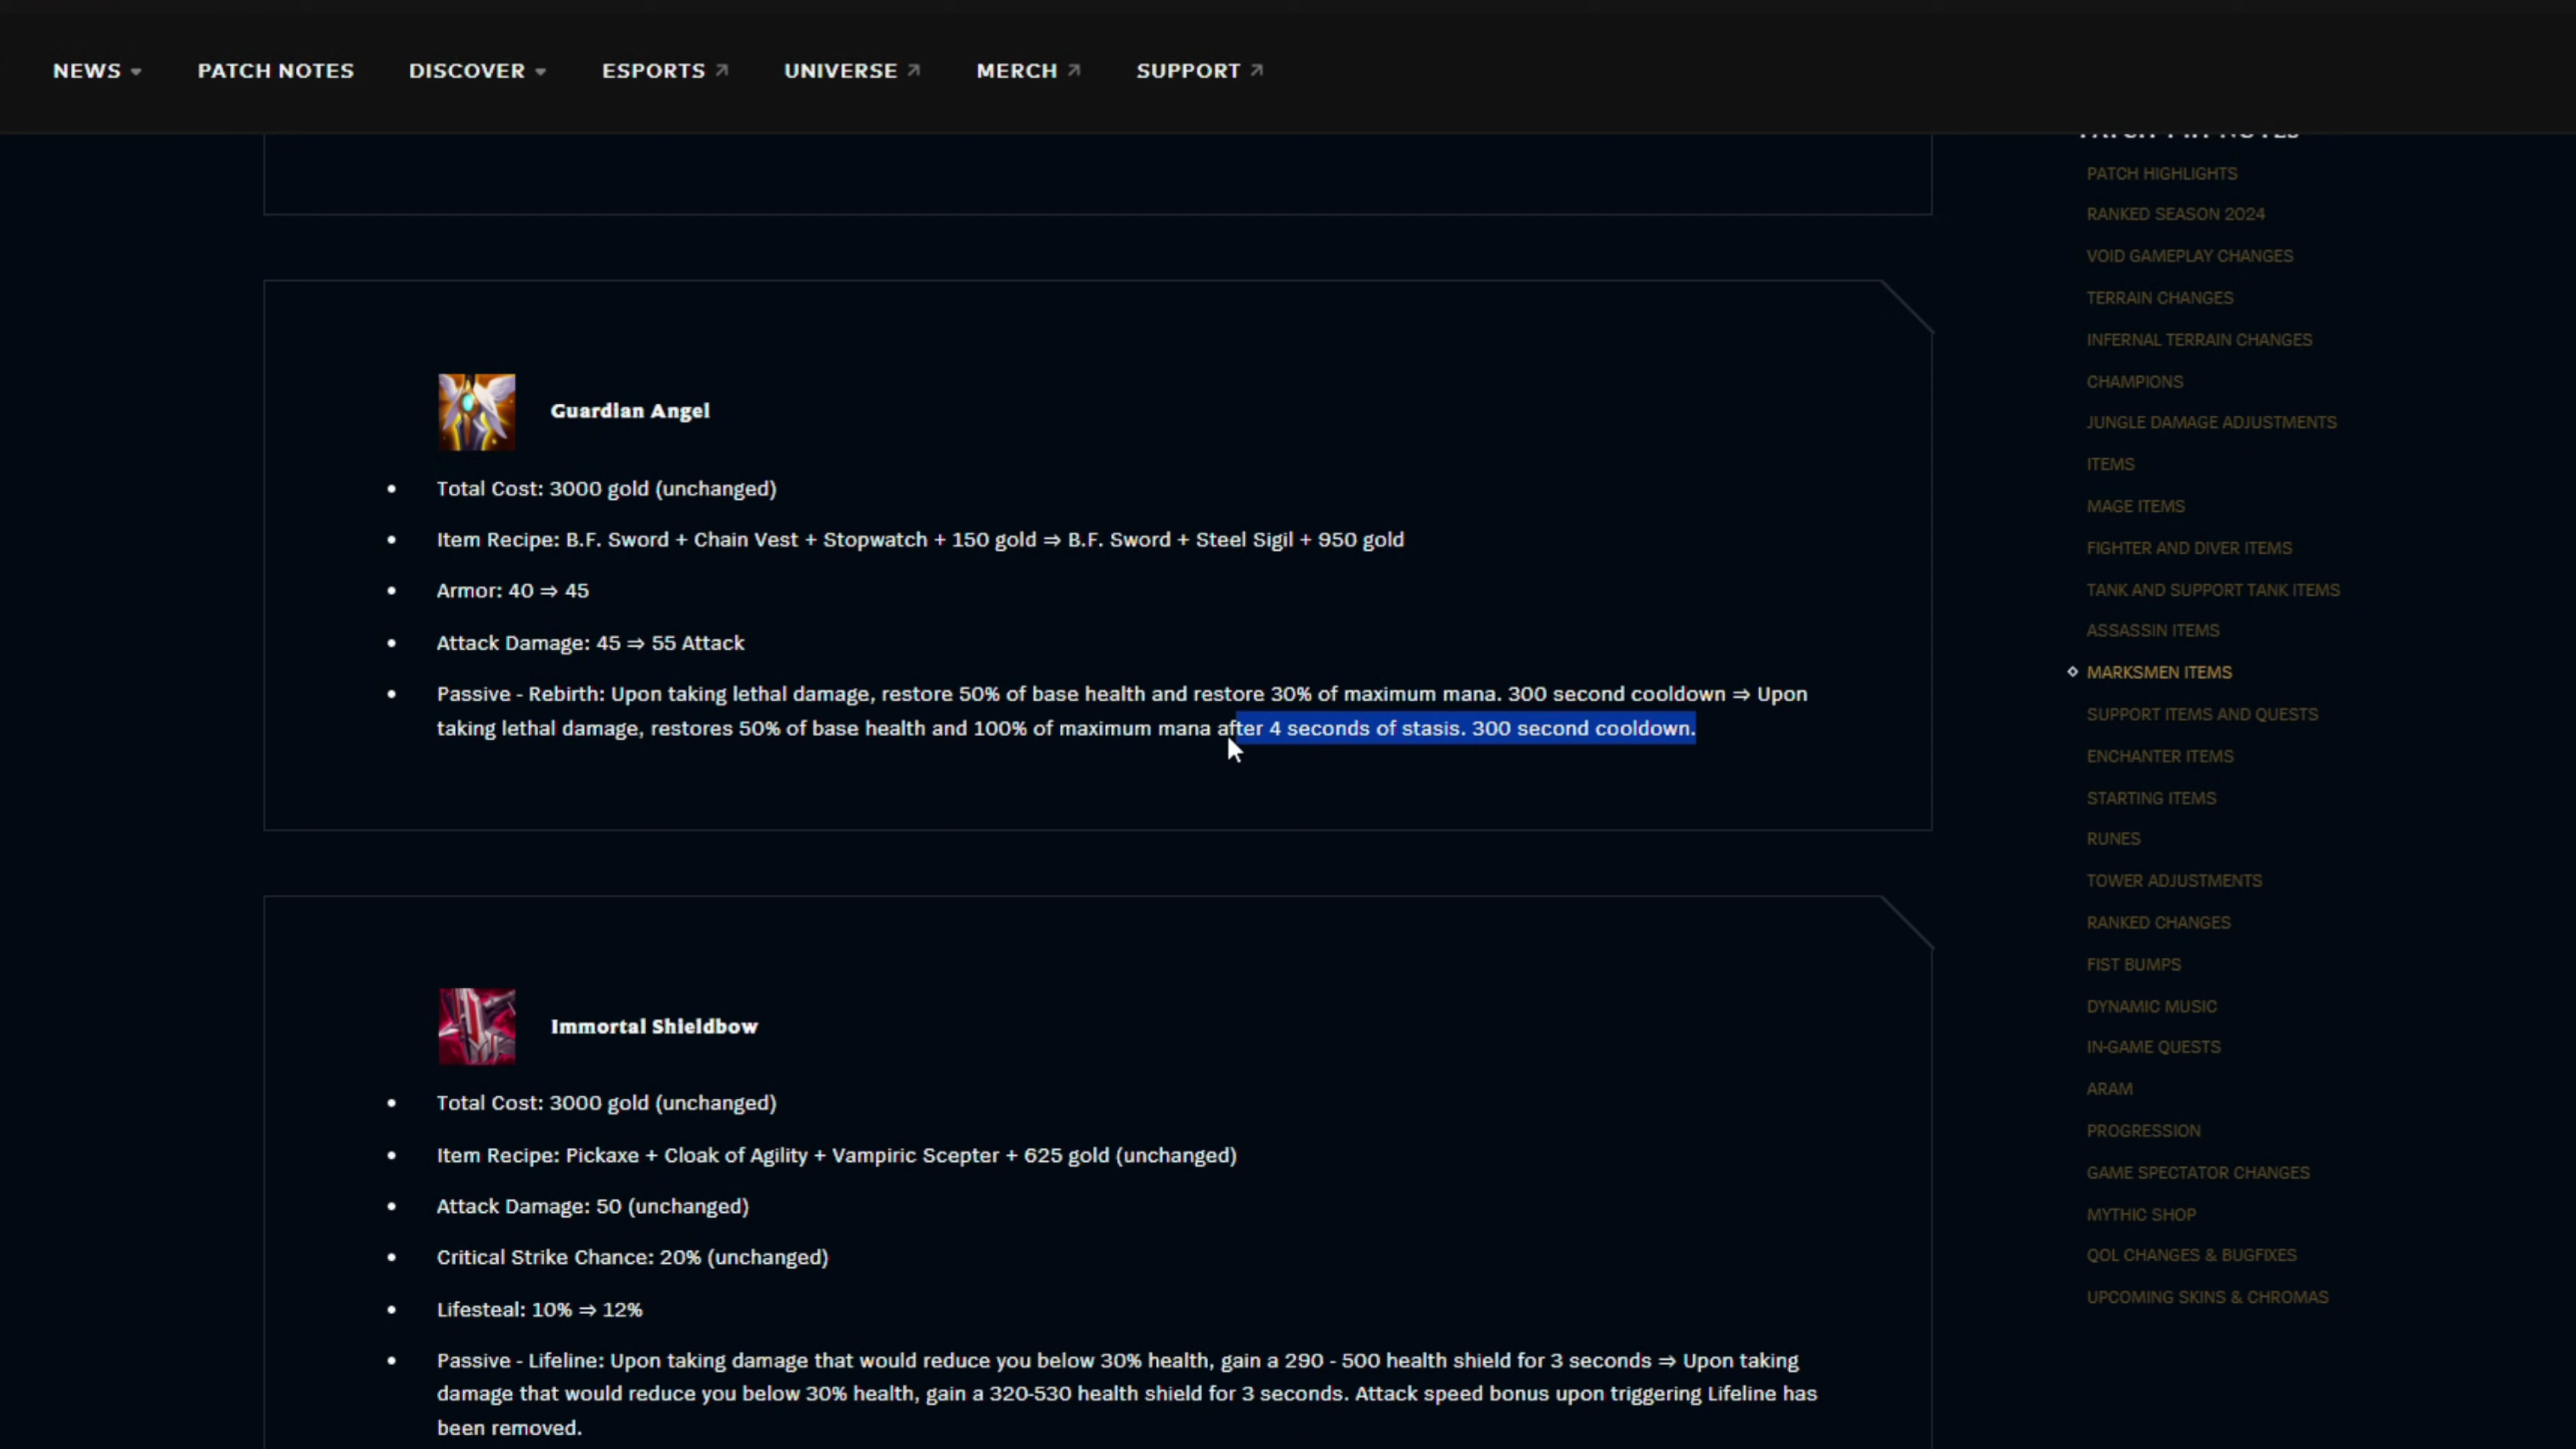 NEWS
PATCH NOTES
DISCOVER
ESPORTS
UNIVERSE
MERCH
SUPPORT
Guardian Angel
• Total Cost: 3000 gold (unchanged)
• Item Recipe: B.F. Sword + Chain Vest + Stopwatch + 150 gold ⇒ B.F. Sword + Steel Sigil + 950 gold
• Armor: 40 ⇒ 45
• Attack Damage: 45 ⇒ 55 Attack
• Passive - Rebirth: Upon taking lethal damage, restore 50% of base health and restore 30% of maximum mana. 300 second cooldown ⇒ Upon
taking lethal damage, restores 50% of base health and 100% of maximum mana after 4 seconds of stasis. 300 second cooldown.
Immortal Shieldbow
• Total Cost: 3000 gold (unchanged)
• Item Recipe: Pickaxe + Cloak of Agility + Vampiric Scepter + 625 gold (unchanged)
• Attack Damage: 50 (unchanged)
• Critical Strike Chance: 20% (unchanged)
• Lifesteal: 10% ⇒ 12%
• Passive - Lifeline: Upon taking damage that would reduce you below 30% health, gain a 290 - 500 health shield for 3 seconds ⇒ Upon taking
damage that would reduce you below 30% health, gain a 320-530 health shield for 3 seconds. Attack speed bonus upon triggering Lifeline has
been removed.
PATCH HIGHLIGHTS
RANKED SEASON 2024
VOID GAMEPLAY CHANGES
TERRAIN CHANGES
INFERNAL TERRAIN CHANGES
CHAMPIONS
JUNGLE DAMAGE ADJUSTMENTS
ITEMS
MAGE ITEMS
FIGHTER AND DIVER ITEMS
TANK AND SUPPORT TANK ITEMS
ASSASSIN ITEMS
MARKSMEN ITEMS
SUPPORT ITEMS AND QUESTS
ENCHANTER ITEMS
STARTING ITEMS
RUNES
TOWER ADJUSTMENTS
RANKED CHANGES
FIST BUMPS
DYNAMIC MUSIC
IN-GAME QUESTS
ARAM
PROGRESSION
GAME SPECTATOR CHANGES
MYTHIC SHOP
QOL CHANGES & BUGFIXES
UPCOMING SKINS & CHROMAS